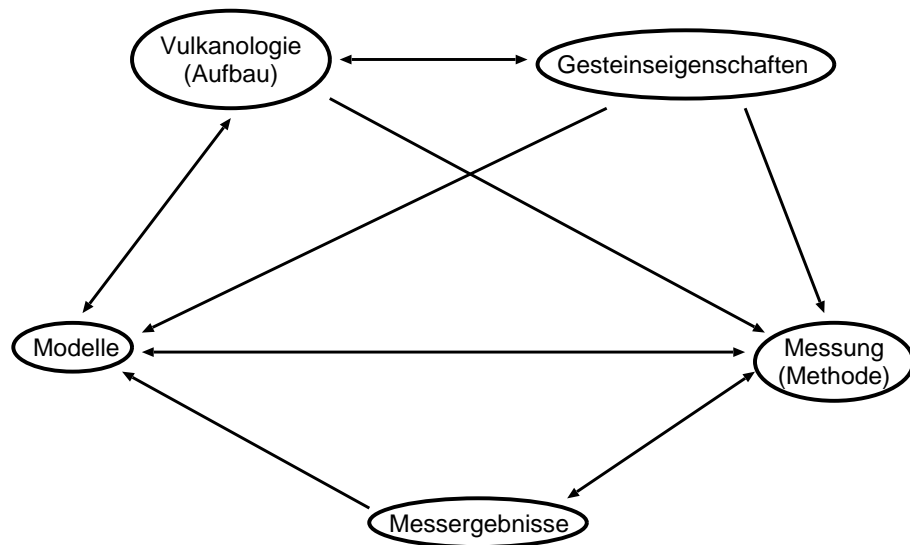 Vulkanologie
(Aufbau)
Gesteinseigenschaften
Modelle
Messung
(Methode)
Messergebnisse